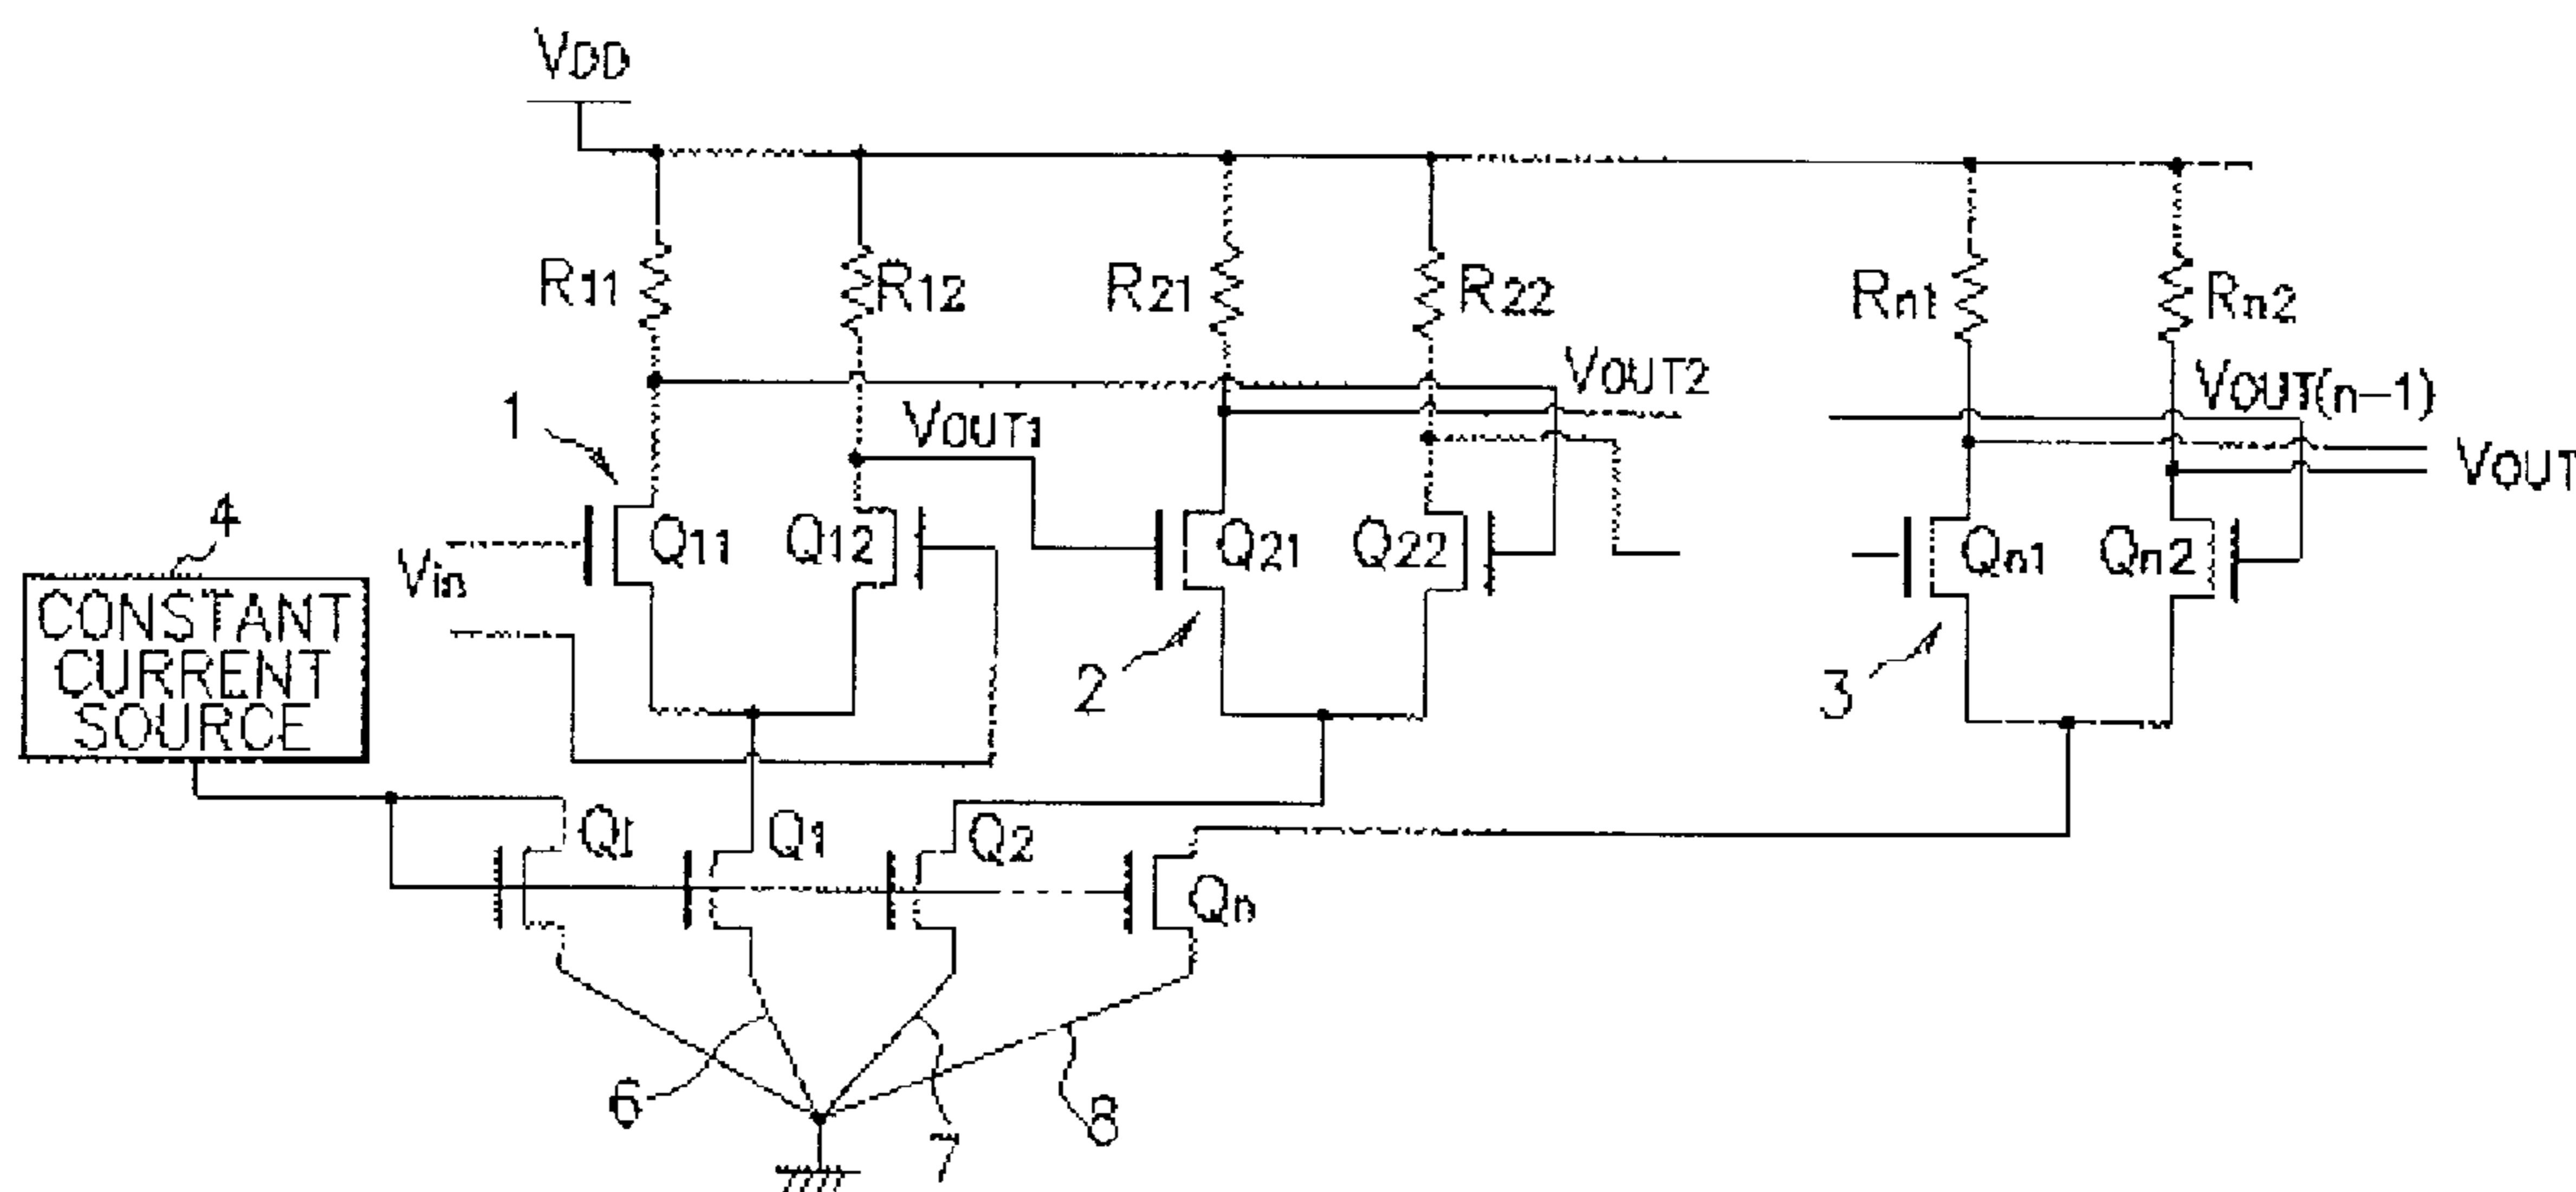 VDD
R11
R12
R21
R22
Rn1
Rn2
VOUT2
VOUT(n-1)
1
VOUT1
VOUT
4
Vin
Q11
Q12
Q21
Q22
Qn1
Qn2
CONSTANT
CURRENT
SOURCE
2
3
QI
Q1
Q2
Qn
6
7
8